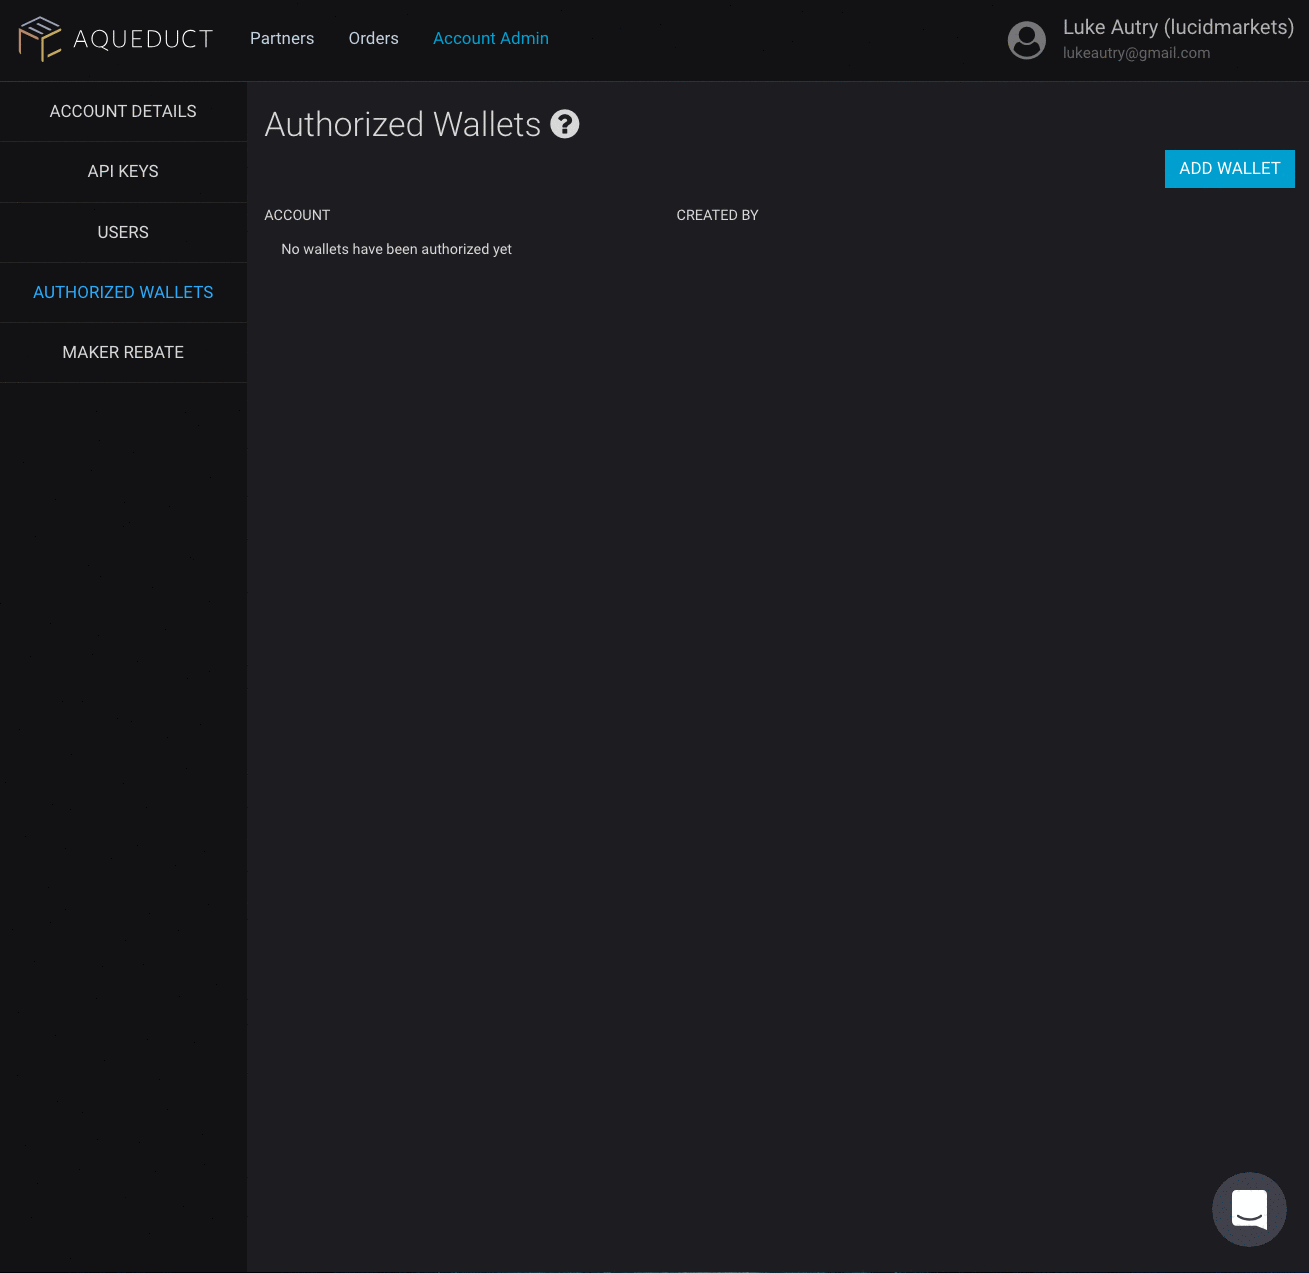 AQUEDUCT
Partners
Orders
Account Admin
Luke Autry (lucidmarkets)
lukeautry@gmail.com
ACCOUNT DETAILS
API KEYS
USERS
AUTHORIZED WALLETS
MAKER REBATE
Authorized Wallets ?
ADD WALLET
ACCOUNT
CREATED BY
No wallets have been authorized yet